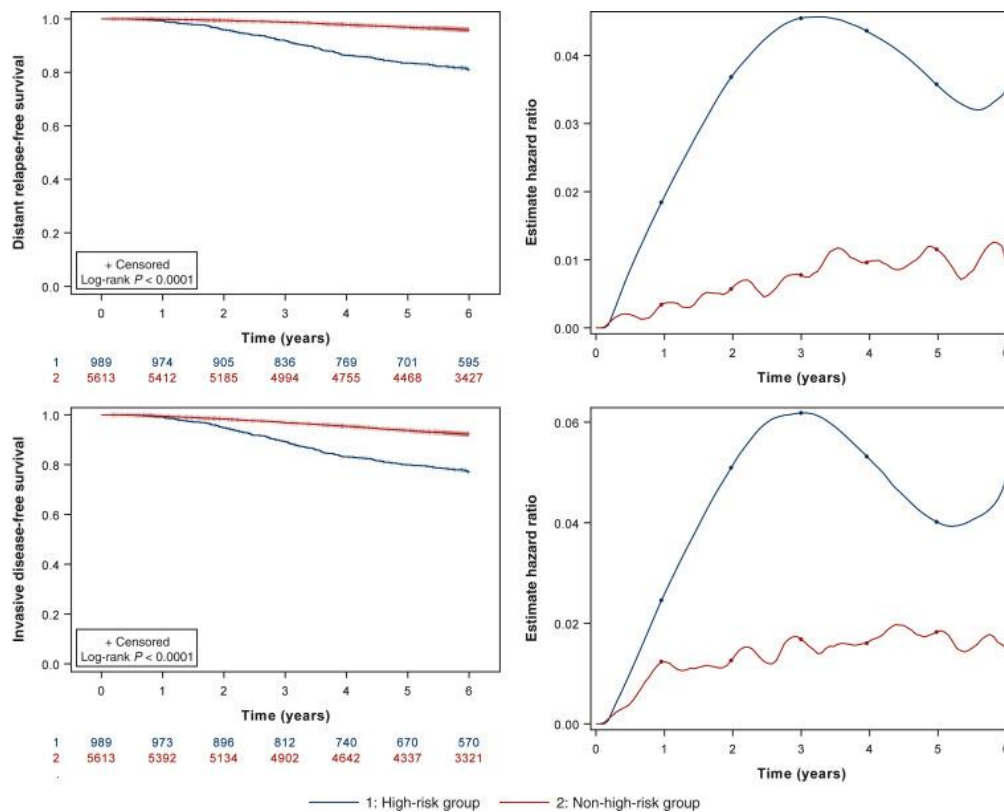 Distant relapse-free survival
1.0
0.8
0.6
0.4
0.2
0.0
+ Censored
Log-rank P < 0.0001
0 1 2 3 4 5 6
Time (years)
1 989 974 905 836 769 701 595
2 5613 5412 5185 4994 4755 4468 3427
Estimate hazard ratio
0.04
0.03
0.02
0.01
0.00
0 1 2 3 4 5 6
Time (years)
Invasive disease-free survival
1.0
0.8
0.6
0.4
0.2
0.0
+ Censored
Log-rank P < 0.0001
0 1 2 3 4 5 6
Time (years)
1 989 973 896 812 740 670 570
2 5613 5392 5134 4902 4642 4337 3321
Estimate hazard ratio
0.06
0.04
0.02
0.00
0 1 2 3 4 5 6
Time (years)
1: High-risk group 2: Non-high-risk group